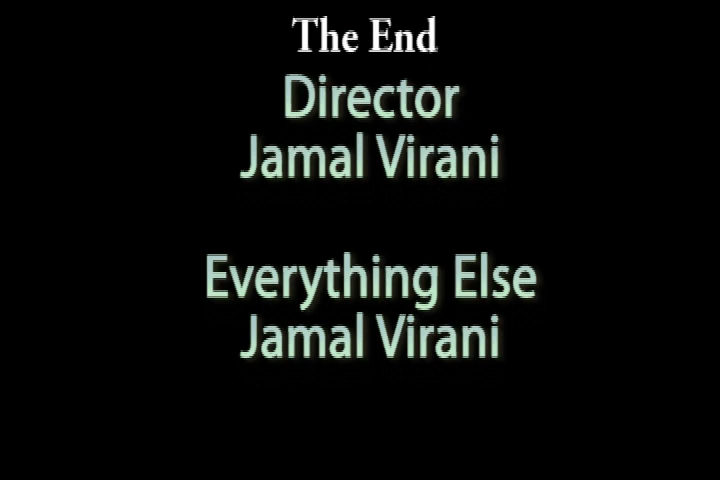 The End
Director
Jamal Virani
Everything Else
Jamal Virani